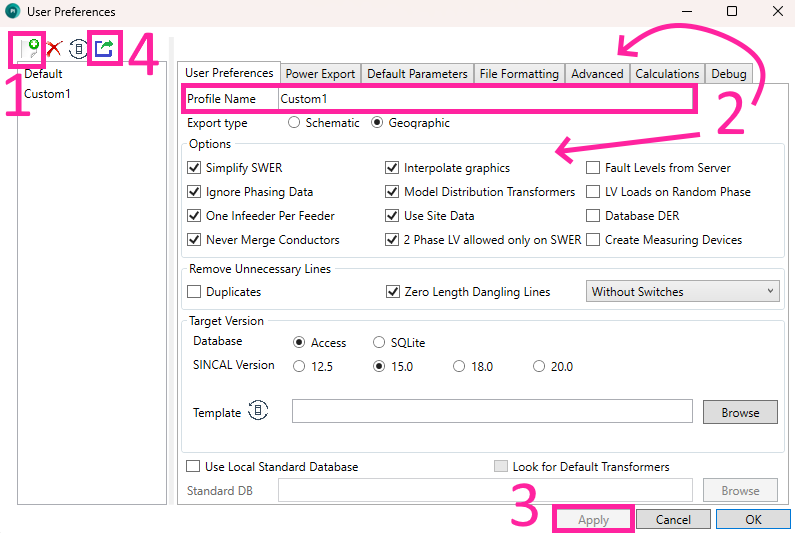 User Preferences
1
4
Default
Custom1
User Preferences Power Export Default Parameters File Formatting Advanced Calculations Debug
Profile Name Custom1
2
Export type Schematic Geographic
Options
Simplify SWER Interpolate graphics Fault Levels from Server
Ignore Phasing Data Model Distribution Transformers LV Loads on Random Phase
One Infeeder Per Feeder Use Site Data Database DER
Never Merge Conductors 2 Phase LV allowed only on SWER Create Measuring Devices
Remove Unnecessary Lines
Duplicates Zero Length Dangling Lines Without Switches
Target Version
Database Access SQLite
SINCAL Version 12.5 15.0 18.0 20.0
Template Browse
Use Local Standard Database Look for Default Transformers
Standard DB Browse
3
Apply Cancel OK